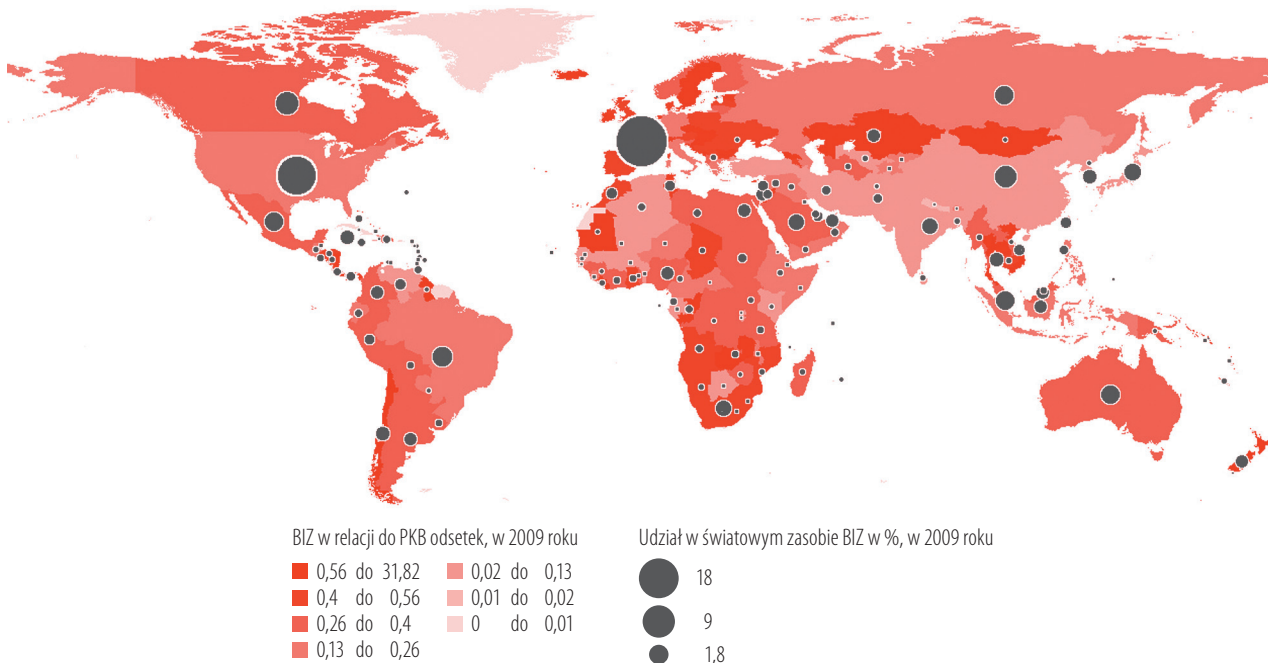 BIZ w relacji do PKB odsetek, w 2009 roku
0,56 do 31,82
0,4 do 0,56
0,26 do 0,4
0,13 do 0,26
0,02 do 0,13
0,01 do 0,02
0 do 0,01
Udział w światowym zasobie BIZ w %, w 2009 roku
18
9
1,8